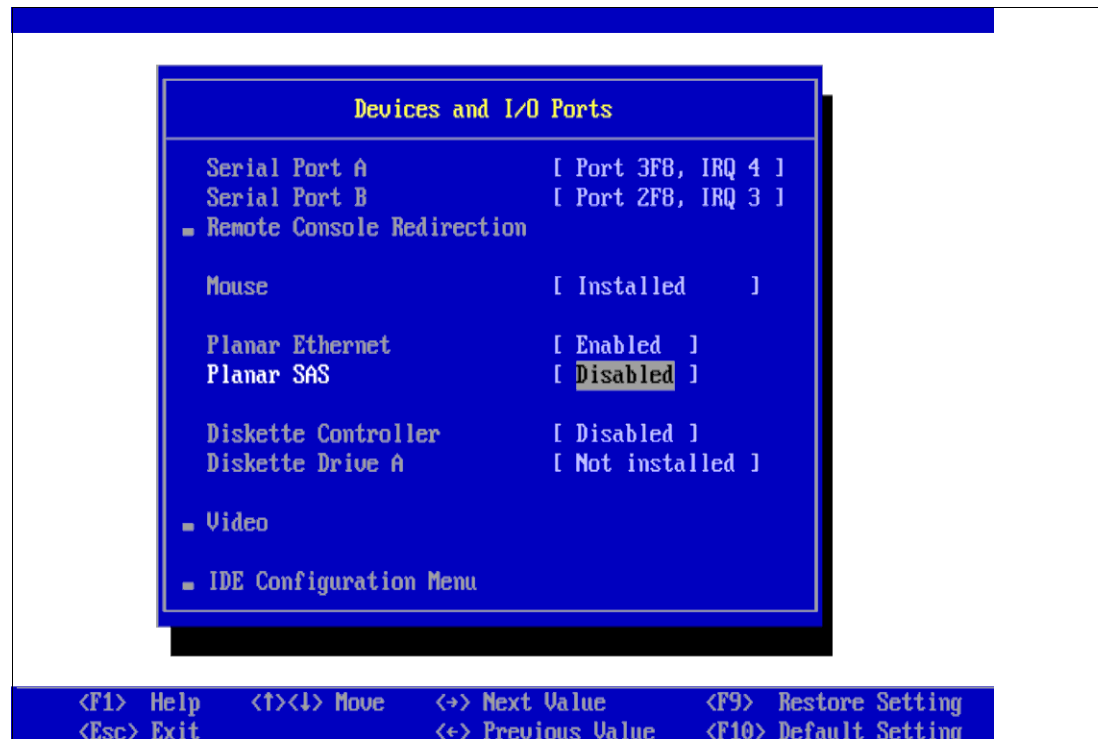 Devices and I/O Ports
Serial Port A [ Port 3F8, IRQ 4 ]
Serial Port B [ Port 2F8, IRQ 3 ]
Remote Console Redirection
Mouse [ Installed ]
Planar Ethernet [ Enabled ]
Planar SAS [ Disabled ]
Diskette Controller [ Disabled ]
Diskette Drive A [ Not installed ]
Video
IDE Configuration Menu
<F1> Help <↑><↓> Move <→> Next Value <F9> Restore Setting
<Esc> Exit <←> Previous Value <F10> Default Setting